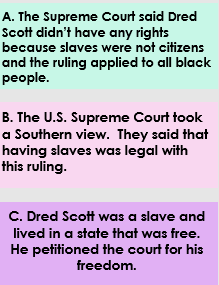 A. The Supreme Court said Dred
Scott didn't have any rights
because slaves were not citizens
and the ruling applied to all black
people.
B. The U.S. Supreme Court took
a Southern view. They said that
having slaves was legal with
this ruling.
C. Dred Scott was a slave and
lived in a state that was free.
He petitioned the court for his
freedom.